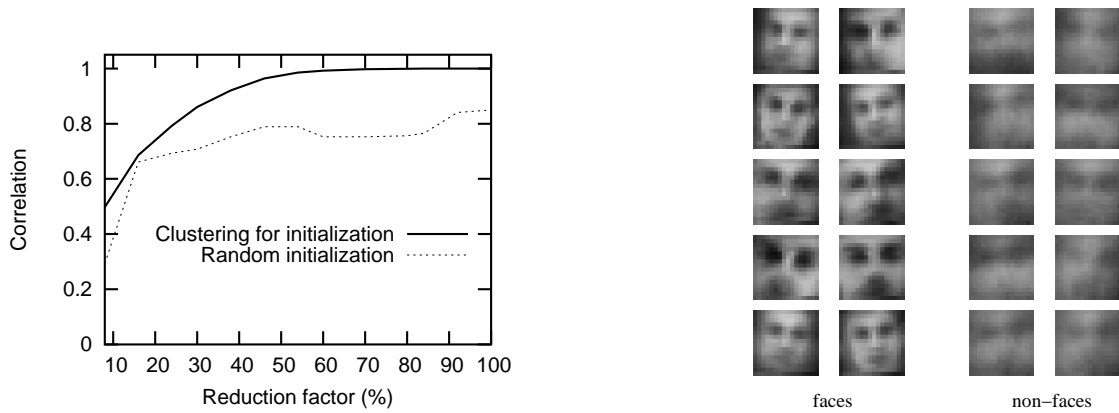 1
0.8
0.6
0.4
0.2
0
Correlation
Clustering for initialization
Random initialization
10 20 30 40 50 60 70 80 90 100
Reduction factor (%)
faces
non−faces